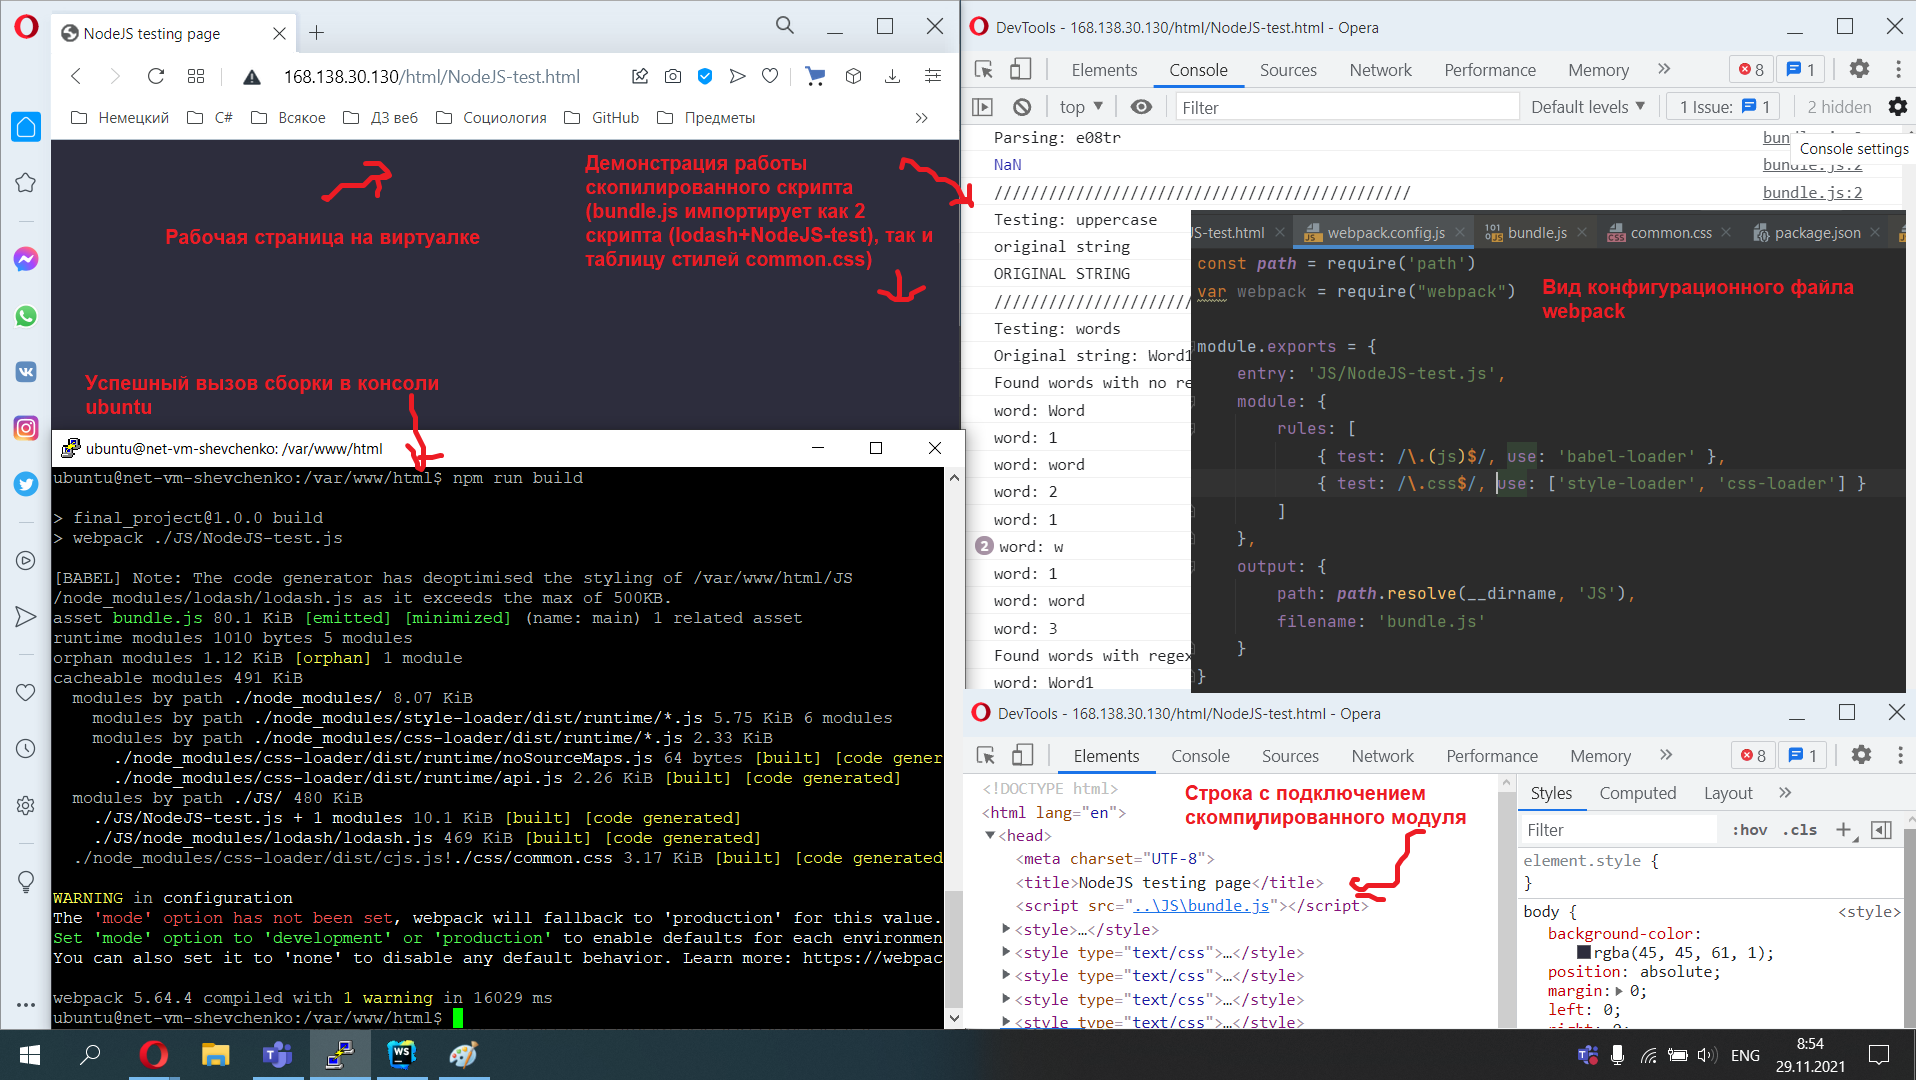 NodeJS testing page
168.138.30.130/html/NodeJS-test.html
Немецкий
C#
Всякое
ДЗ веб
Социология
GitHub
Предметы
Рабочая страница на виртуалке
Демонстрация работы
скопилированного скрипта
(bundle.js импортирует как 2
скрипта (lodash+NodeJS-test), так и
таблицу стилей common.css)
Успешный вызов сборки в консоли
ubuntu
ubuntu@net-vm-shevchenko: /var/www/html
ubuntu@net-vm-shevchenko:/var/www/html$ npm run build
> final_project@1.0.0 build
> webpack ./JS/NodeJS-test.js
[BABEL] Note: The code generator has deoptimised the styling of /var/www/html/JS
/node_modules/lodash/lodash.js as it exceeds the max of 500KB.
asset bundle.js 80.1 KiB [emitted] [minimized] (name: main) 1 related asset
runtime modules 1010 bytes 5 modules
orphan modules 1.12 KiB [orphan] 1 module
cacheable modules 491 KiB
modules by path ./node_modules/ 8.07 KiB
modules by path ./node_modules/style-loader/dist/runtime/*.js 5.75 KiB 6 modules
modules by path ./node_modules/css-loader/dist/runtime/*.js 2.33 KiB
./node_modules/css-loader/dist/runtime/noSourceMaps.js 64 bytes [built] [code gener
./node_modules/css-loader/dist/runtime/api.js 2.26 KiB [built] [code generated]
modules by path ./JS/ 480 KiB
./JS/NodeJS-test.js + 1 modules 10.1 KiB [built] [code generated]
./JS/node_modules/lodash/lodash.js 469 KiB [built] [code generated]
./node_modules/css-loader/dist/cjs.js!./css/common.css 3.17 KiB [built] [code generated
WARNING in configuration
The 'mode' option has not been set, webpack will fallback to 'production' for this value.
Set 'mode' option to 'development' or 'production' to enable defaults for each environmen
You can also set it to 'none' to disable any default behavior. Learn more: https://webpac
webpack 5.64.4 compiled with 1 warning in 16029 ms
ubuntu@net-vm-shevchenko:/var/www/html$
DevTools - 168.138.30.130/html/NodeJS-test.html - Opera
Elements Console Sources Network Performance Memory 8 1
top Filter Default levels 1 Issue: 1 2 hidden
Console settings
Parsing: e08tr
NaN bundle.js:2
////////////////////////////////////////////// bundle.js:2
Testing: uppercase
original string
ORIGINAL STRING
//////////////////////
Testing: words
Original string: Word1
Found words with no re
word: Word
word: 1
word: word
word: 2
word: 1
2 word: w
word: 1
word: word
word: 3
Found words with regex
word: Word1
S-test.html webpack.config.js bundle.js common.css package.json
const path = require('path')
var webpack = require("webpack")
Вид конфигурационного файла
webpack
module.exports = {
entry: 'JS/NodeJS-test.js',
module: {
rules: [
{ test: /\.(js)$/, use: 'babel-loader' },
{ test: /\.css$/, use: ['style-loader', 'css-loader'] }
]
},
output: {
path: path.resolve(__dirname, 'JS'),
filename: 'bundle.js'
}
}
DevTools - 168.138.30.130/html/NodeJS-test.html - Opera
Elements Console Sources Network Performance Memory 8 1
<!DOCTYPE html>
<html lang="en">
<head>
<meta charset="UTF-8">
<title>NodeJS testing page</title>
<script src="..\JS\bundle.js"></script>
<style>…</style>
<style type="text/css">…</style>
<style type="text/css">…</style>
<style type="text/css">…</style>
<style type="text/css">…</style>
Строка с подключением
скомпилированного модуля
Styles Computed Layout
Filter :hov .cls
element.style {
}
body { <style>
background-color:
rgba(45, 45, 61, 1);
position: absolute;
margin: 0;
left: 0;
right: 0;
ENG
8:54
29.11.2021